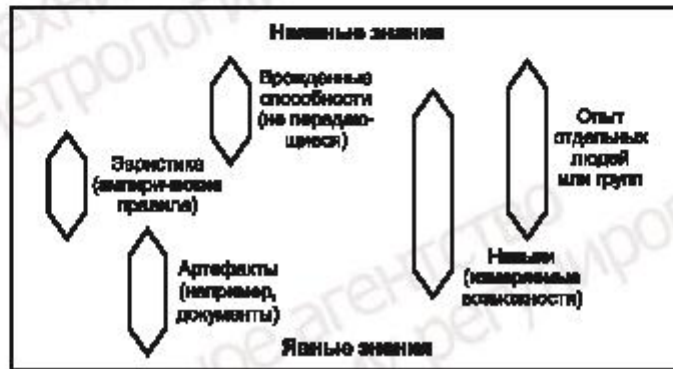 Неявные знания
Врожденные
способности
(не передаю-
щиеся)
Опыт
отдельных
людей
или групп
Эвристика
(эмпирические
правила)
Артефакты
(например,
документы)
Навыки
(измеряемые
возможности)
Явные знания